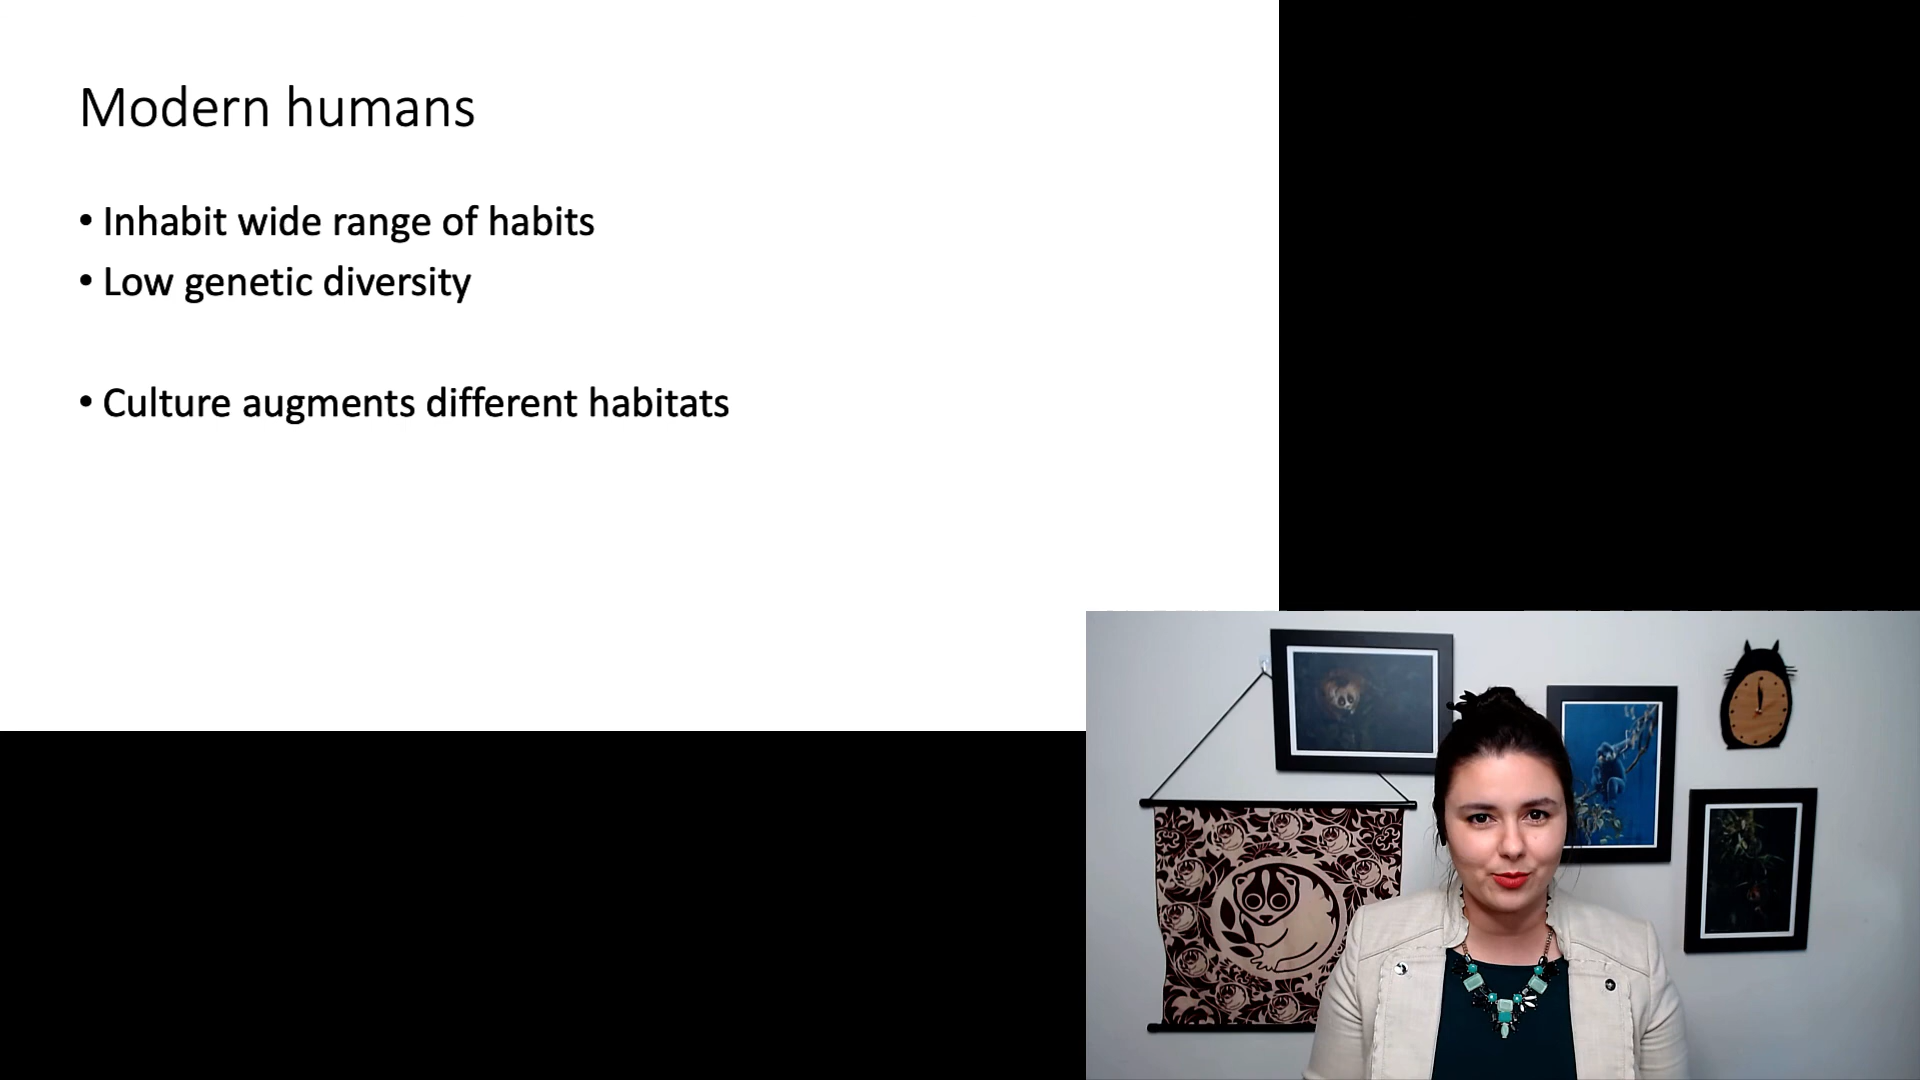 Modern humans
• Inhabit wide range of habits
• Low genetic diversity
• Culture augments different habitats